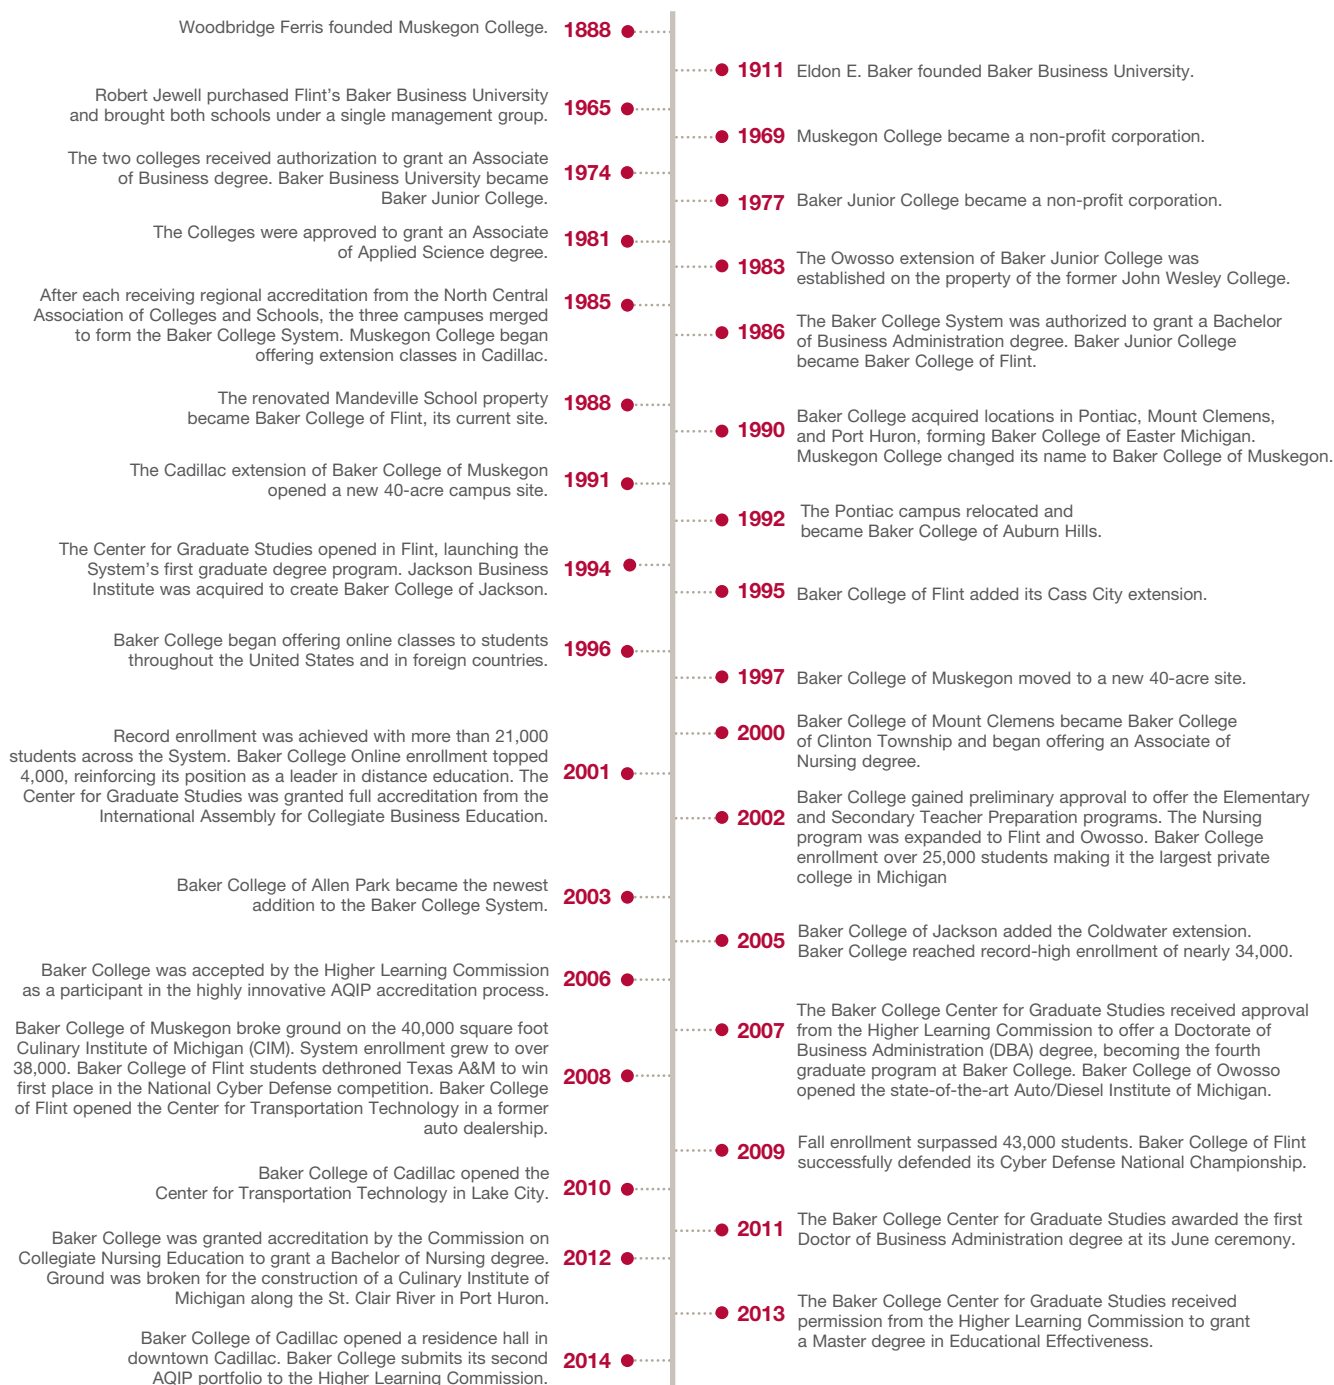 Woodbridge Ferris founded Muskegon College. 1888
1911 Eldon E. Baker founded Baker Business University.
Robert Jewell purchased Flint's Baker Business University
and brought both schools under a single management group.
1965
1969 Muskegon College became a non-profit corporation.
The two colleges received authorization to grant an Associate
of Business degree. Baker Business University became
Baker Junior College.
1974
1977 Baker Junior College became a non-profit corporation.
The Colleges were approved to grant an Associate
of Applied Science degree.
1981
1983
The Owosso extension of Baker Junior College was
established on the property of the former John Wesley College.
After each receiving regional accreditation from the North Central
Association of Colleges and Schools, the three campuses merged
to form the Baker College System. Muskegon College began
offering extension classes in Cadillac.
1985
1986
The Baker College System was authorized to grant a Bachelor
of Business Administration degree. Baker Junior College
became Baker College of Flint.
The renovated Mandeville School property
became Baker College of Flint, its current site.
1988
1990
Baker College acquired locations in Pontiac, Mount Clemens,
and Port Huron, forming Baker College of Easter Michigan.
Muskegon College changed its name to Baker College of Muskegon.
The Cadillac extension of Baker College of Muskegon
opened a new 40-acre campus site.
1991
1992
The Pontiac campus relocated and
became Baker College of Auburn Hills.
The Center for Graduate Studies opened in Flint, launching the
System's first graduate degree program. Jackson Business
Institute was acquired to create Baker College of Jackson.
1994
1995 Baker College of Flint added its Cass City extension.
Baker College began offering online classes to students
throughout the United States and in foreign countries.
1996
1997 Baker College of Muskegon moved to a new 40-acre site.
2000
Baker College of Mount Clemens became Baker College
of Clinton Township and began offering an Associate of
Nursing degree.
Record enrollment was achieved with more than 21,000
students across the System. Baker College Online enrollment topped
4,000, reinforcing its position as a leader in distance education. The
Center for Graduate Studies was granted full accreditation from the
International Assembly for Collegiate Business Education.
2001
2002
Baker College gained preliminary approval to offer the Elementary
and Secondary Teacher Preparation programs. The Nursing
program was expanded to Flint and Owosso. Baker College
enrollment over 25,000 students making it the largest private
college in Michigan
Baker College of Allen Park became the newest
addition to the Baker College System.
2003
2005
Baker College of Jackson added the Coldwater extension.
Baker College reached record-high enrollment of nearly 34,000.
Baker College was accepted by the Higher Learning Commission
as a participant in the highly innovative AQIP accreditation process.
2006
2007
The Baker College Center for Graduate Studies received approval
from the Higher Learning Commission to offer a Doctorate of
Business Administration (DBA) degree, becoming the fourth
graduate program at Baker College. Baker College of Owosso
opened the state-of-the-art Auto/Diesel Institute of Michigan.
Baker College of Muskegon broke ground on the 40,000 square foot
Culinary Institute of Michigan (CIM). System enrollment grew to over
38,000. Baker College of Flint students dethroned Texas A&M to win
first place in the National Cyber Defense competition. Baker College
of Flint opened the Center for Transportation Technology in a former
auto dealership.
2008
2009
Fall enrollment surpassed 43,000 students. Baker College of Flint
successfully defended its Cyber Defense National Championship.
Baker College of Cadillac opened the
Center for Transportation Technology in Lake City.
2010
2011
The Baker College Center for Graduate Studies awarded the first
Doctor of Business Administration degree at its June ceremony.
Baker College was granted accreditation by the Commission on
Collegiate Nursing Education to grant a Bachelor of Nursing degree.
Ground was broken for the construction of a Culinary Institute of
Michigan along the St. Clair River in Port Huron.
2012
2013
The Baker College Center for Graduate Studies received
permission from the Higher Learning Commission to grant
a Master degree in Educational Effectiveness.
Baker College of Cadillac opened a residence hall in
downtown Cadillac. Baker College submits its second
AQIP portfolio to the Higher Learning Commission.
2014